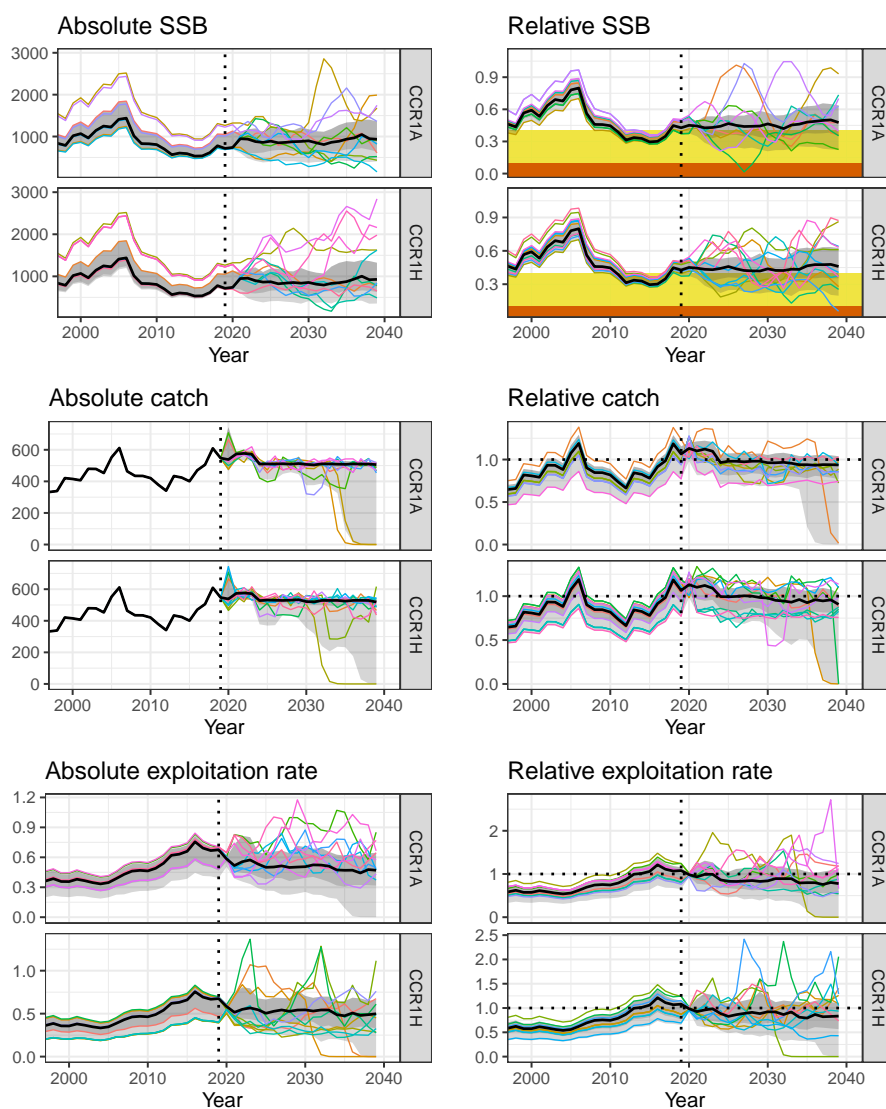 Absolute SSB
3000
2000
1000
CCR1A
3000
2000
1000
CCR1H
2000 2010 2020 2030 2040
Year
Relative SSB
0.9
0.6
0.3
0.0
CCR1A
0.9
0.6
0.3
CCR1H
2000 2010 2020 2030 2040
Year
Absolute catch
600
400
200
0
CCR1A
600
400
200
0
CCR1H
2000 2010 2020 2030 2040
Year
Relative catch
1.0
0.5
0.0
CCR1A
1.0
0.5
0.0
CCR1H
2000 2010 2020 2030 2040
Year
Absolute exploitation rate
1.2
0.9
0.6
0.3
0.0
CCR1A
1.0
0.5
0.0
CCR1H
2000 2010 2020 2030 2040
Year
Relative exploitation rate
2
1
0
CCR1A
2.5
2.0
1.5
1.0
0.5
0.0
CCR1H
2000 2010 2020 2030 2040
Year